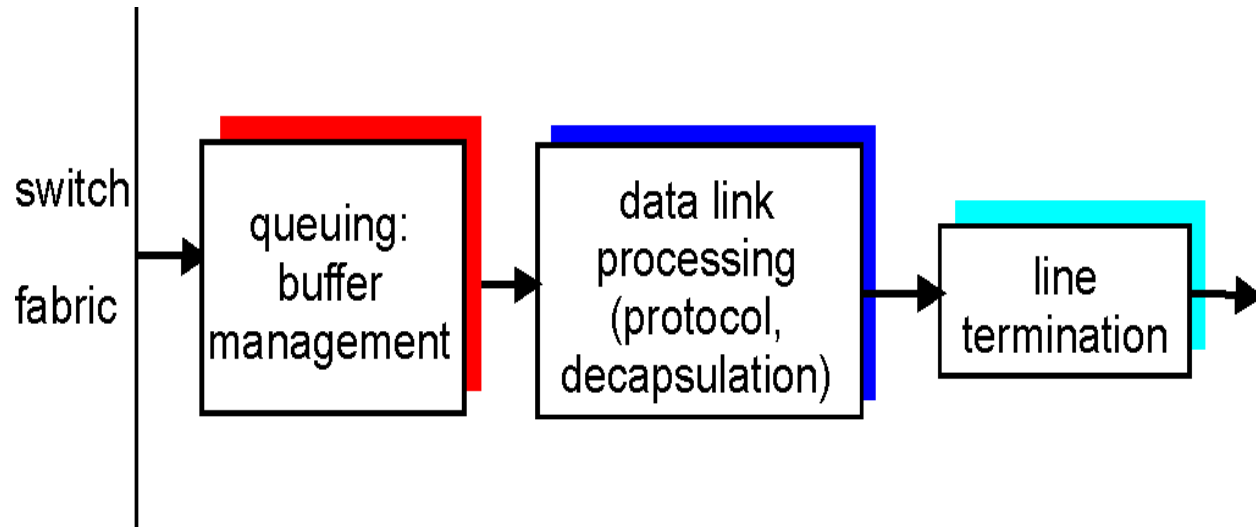 switch
fabric
queuing:
buffer
management
data link
processing
(protocol,
decapsulation)
line
termination